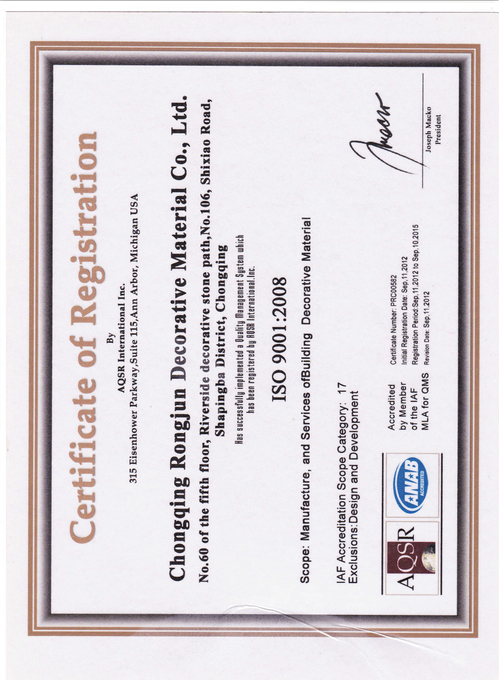 Certificate of Registration
By
AQSR International Inc.
315 Eisenhower Parkway,Suite 115,Ann Arbor, Michigan USA
Chongqing Rongjun Decorative Material Co., Ltd.
No.60 of the fifth floor, Riverside decorative stone path,No.106, Shixiao Road,
Shapingba District, Chongqing
Has successfully implemented a Quality Management System which
has been registered by AQSR International,Inc.
ISO 9001:2008
Scope: Manufacture, and Services ofBuilding Decorative Material
IAF Accreditation Scope Category: 17
Exclusions:Design and Development
AQSR
ANAB
ACCREDITED
Accredited
by Member
of the IAF
MLA for QMS
Certificate Number: PRC00582
Initial Registration Date: Sep,11,2012
Registration Period:Sep,11,2012 to Sep,10,2015
Revision Date: Sep,11,2012
Joseph Macko
President